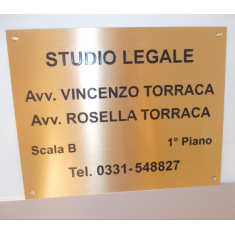 STUDIO LEGALE
Avv. VINCENZO TORRACA
Avv. ROSELLA TORRACA
Scala B 1° Piano
Tel. 0331-548827